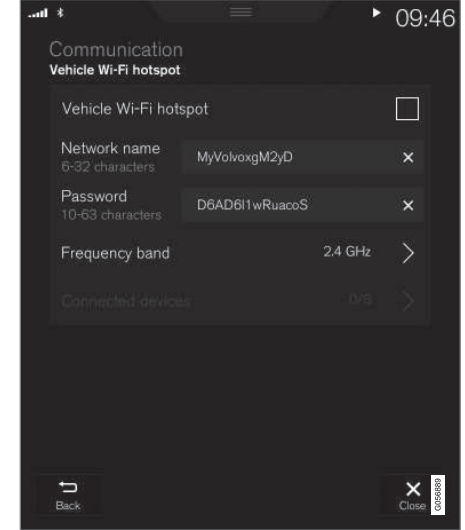 09:46
Communication
Vehicle Wi-Fi hotspot
Vehicle Wi-Fi hotspot
Network name
6-32 characters
MyVolvoxgM2yD
Password
10-63 characters
D6AD6l1wRuacoS
Frequency band
2.4 GHz
Connected devices
0/8
Back
Close
G056889